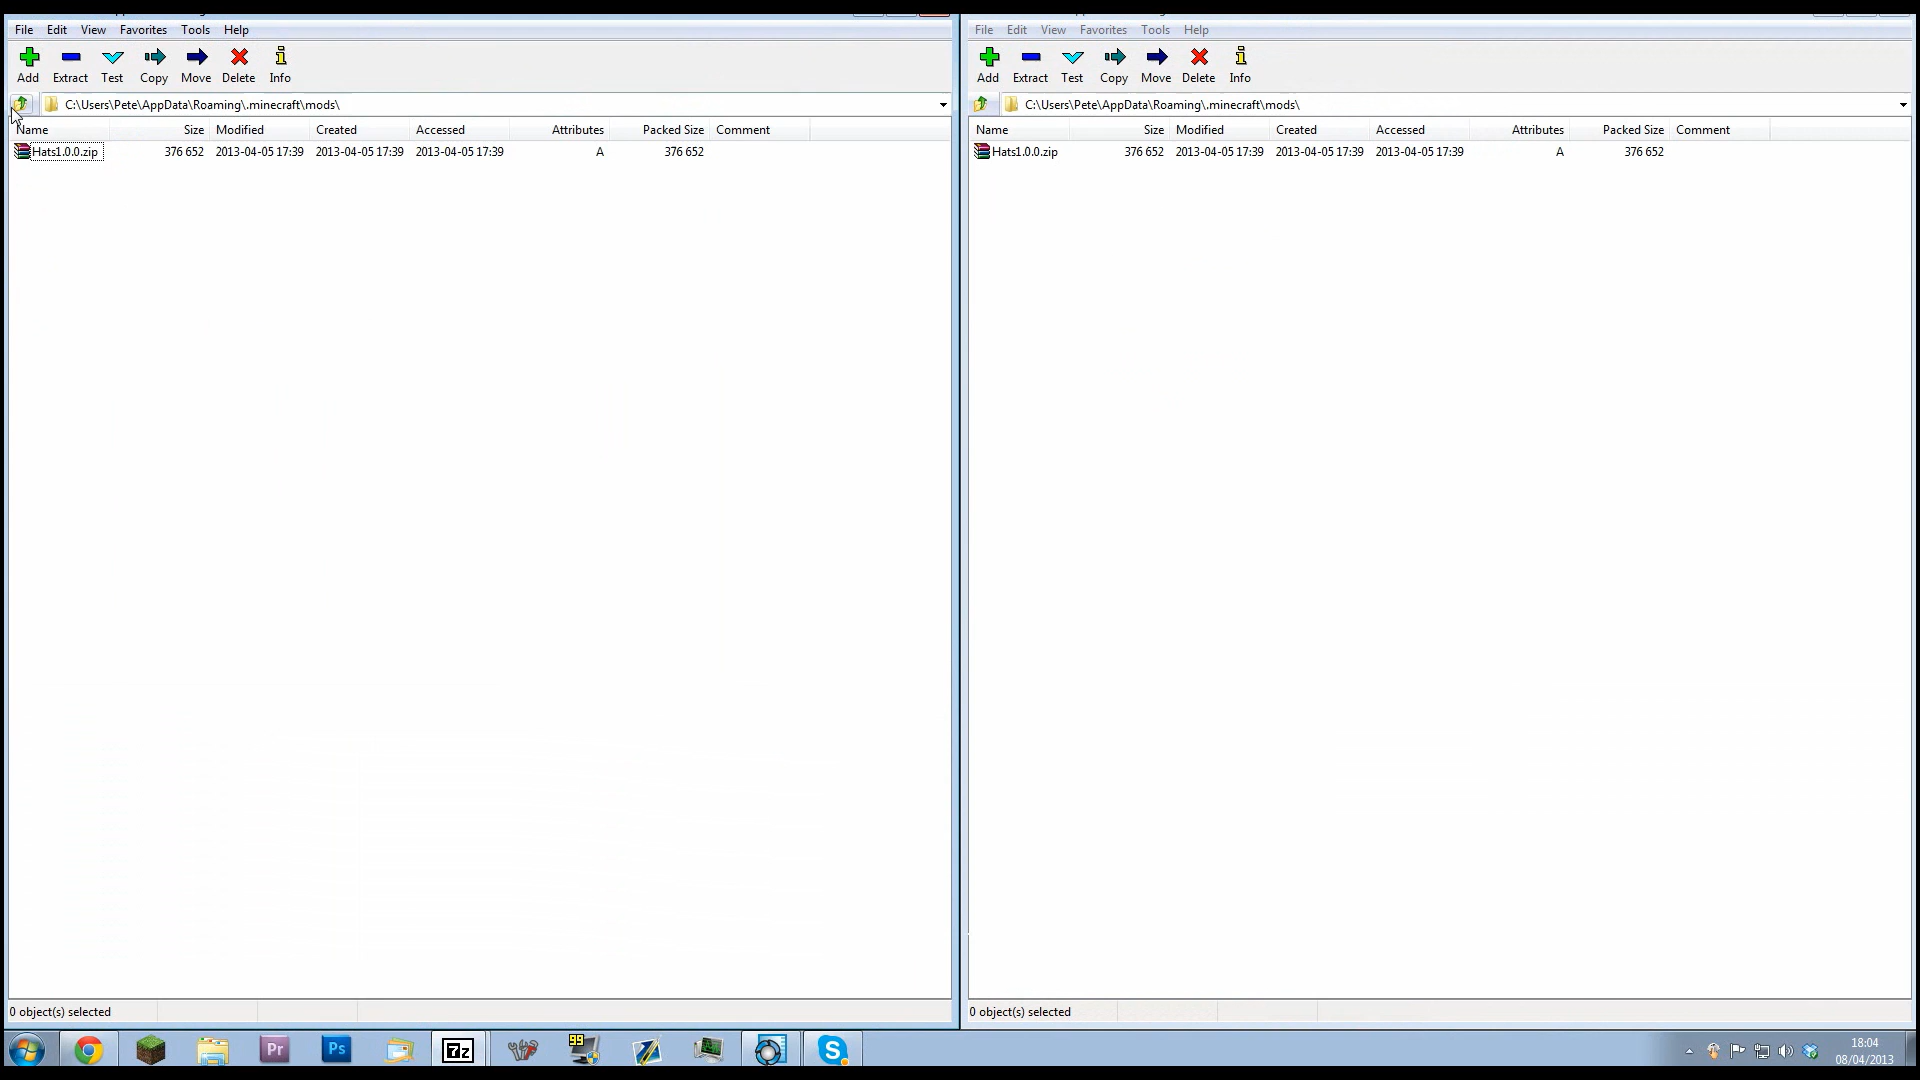 File Edit View Favorites Tools Help
Add Extract Test Copy Move Delete Info
C:\Users\Pete\AppData\Roaming\.minecraft\mods\
Name Size Modified Created Accessed Attributes Packed Size Comment
Hats1.0.0.zip 376 652 2013-04-05 17:39 2013-04-05 17:39 2013-04-05 17:39 A 376 652
0 object(s) selected
File Edit View Favorites Tools Help
Add Extract Test Copy Move Delete Info
C:\Users\Pete\AppData\Roaming\.minecraft\mods\
Name Size Modified Created Accessed Attributes Packed Size Comment
Hats1.0.0.zip 376 652 2013-04-05 17:39 2013-04-05 17:39 2013-04-05 17:39 A 376 652
0 object(s) selected
Pr Ps 7z 99 S
18:04
08/04/2013